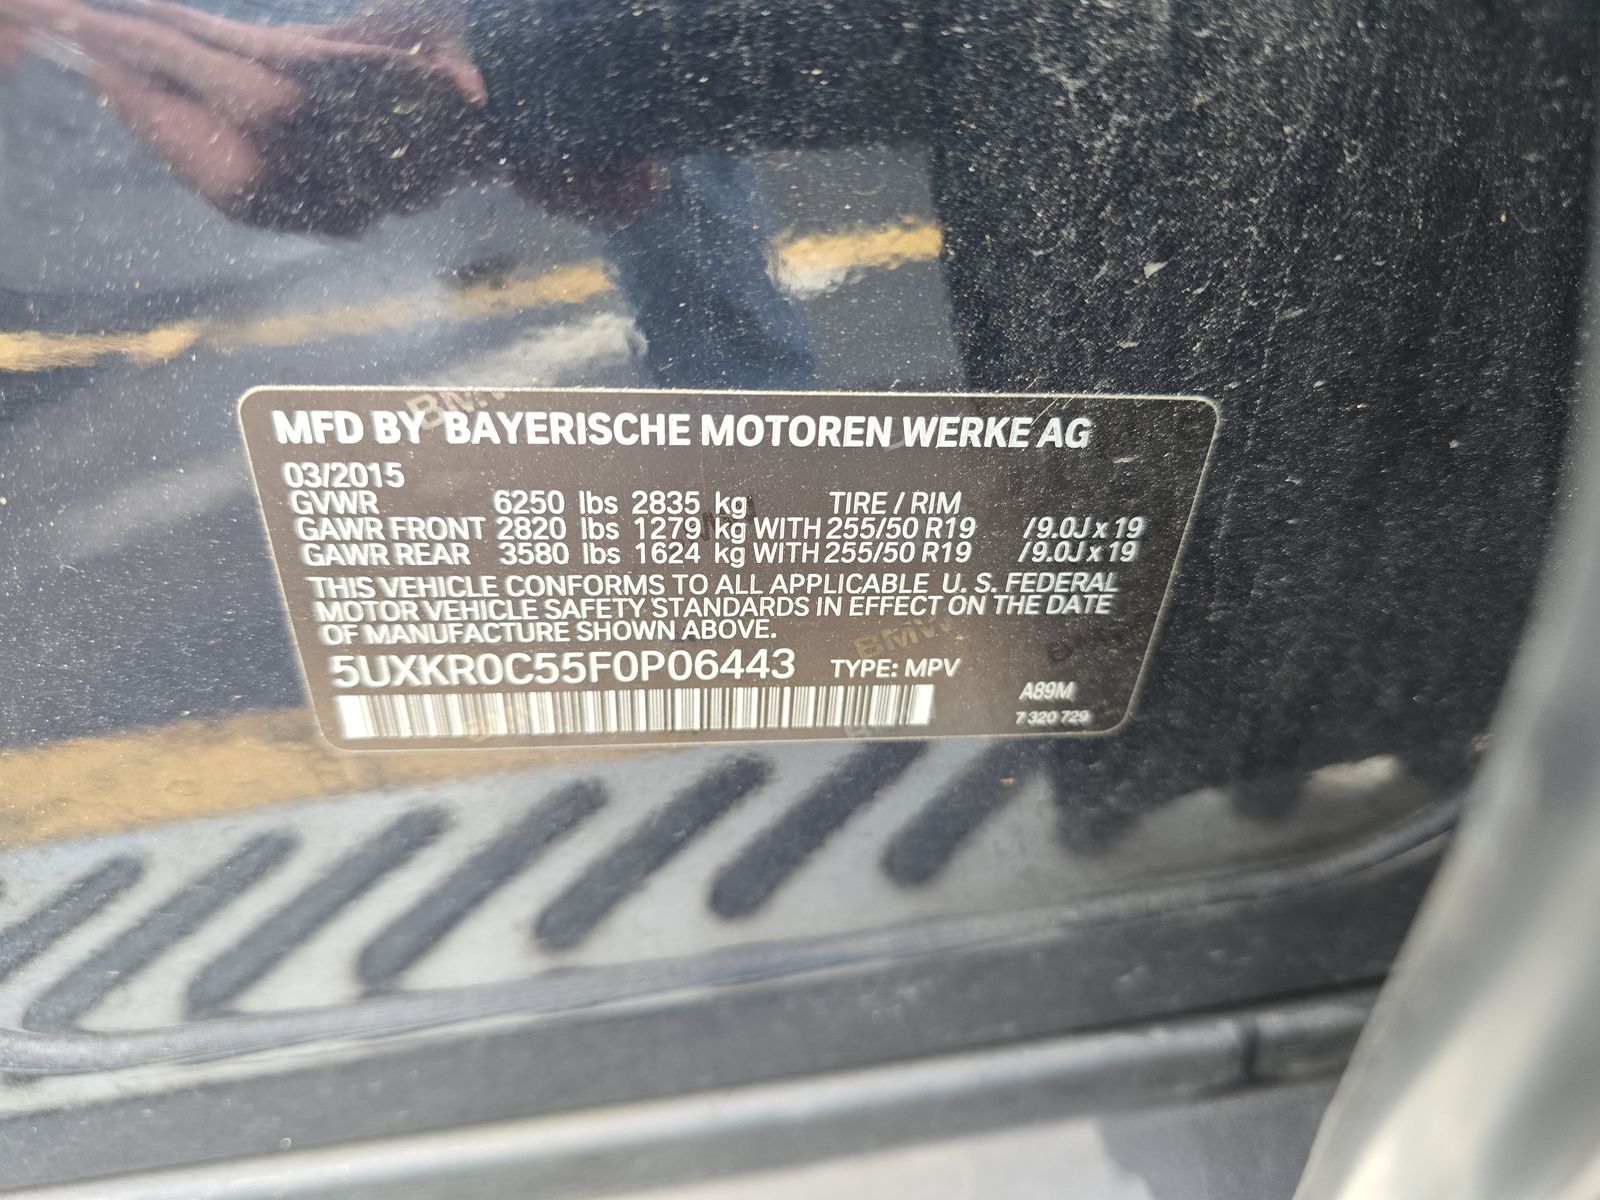 MFD BY BAYERISCHE MOTOREN WERKE AG
03/2015
GVWR 6250 lbs 2835 kg TIRE / RIM
GAWR FRONT 2820 lbs 1279 kg WITH 255/50 R19 /9.0J x 19
GAWR REAR 3580 lbs 1624 kg WITH 255/50 R19 /9.0J x 19
THIS VEHICLE CONFORMS TO ALL APPLICABLE U. S. FEDERAL
MOTOR VEHICLE SAFETY STANDARDS IN EFFECT ON THE DATE
OF MANUFACTURE SHOWN ABOVE.
5UXKR0C55F0P06443 TYPE: MPV
A89M
7 320 729